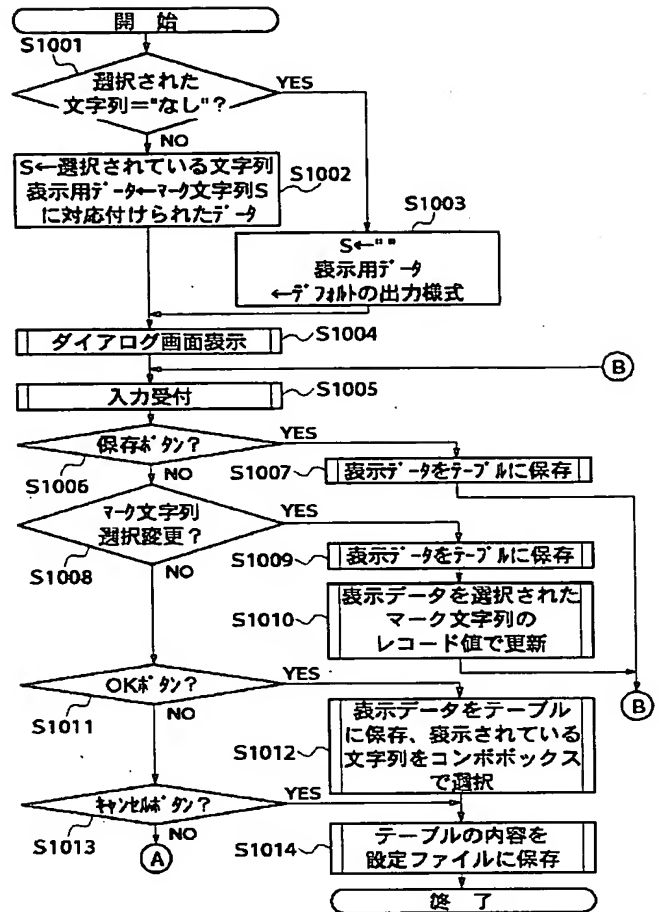 開 始
S1001
選択された
文字列="なし"?
YES
NO
S←選択されている文字列
表示用データ←マーク文字列S
に対応付けられたデータ
S1002
S1003
S←""
表示用データ
←デフォルトの出力様式
ダイアログ画面表示
S1004
B
入力受付
S1005
保存ボタン?
YES
S1006
NO
S1007
表示データをテーブルに保存
マーク文字列
選択変更?
YES
S1008
NO
S1009
表示データをテーブルに保存
S1010
表示データを選択された
マーク文字列の
レコード値で更新
OKボタン?
YES
B
S1011
NO
S1012
表示データをテーブル
に保存、表示されている
文字列をコンボボックス
で選択
キャンセルボタン?
YES
S1013
NO
A
S1014
テーブルの内容を
設定ファイルに保存
終 了